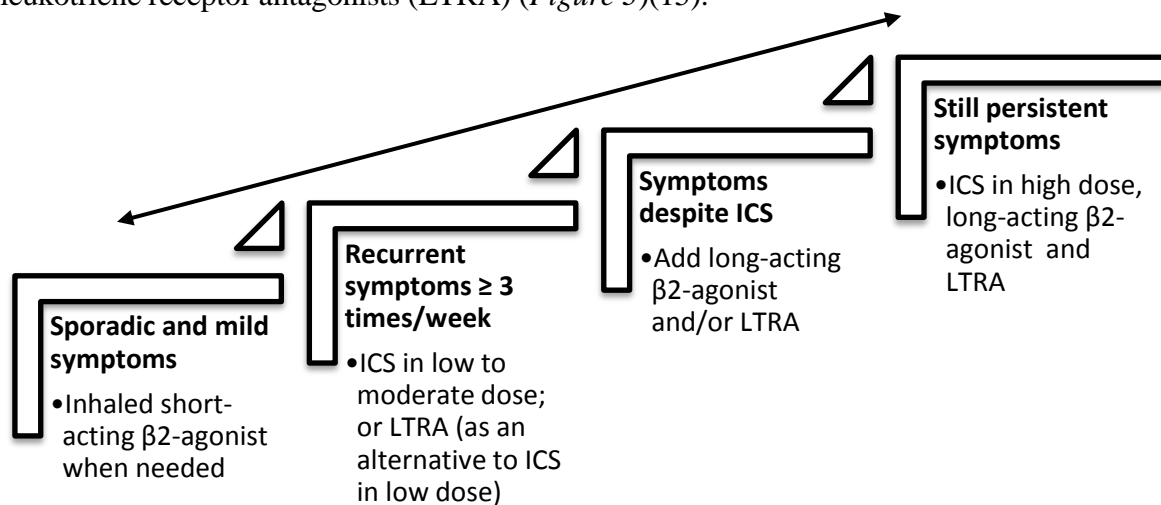 leukotriene receptor antagonists (LTRA) (Figure
Sporadic and mild
symptoms
•Inhaled short-
acting β2-agonist
when needed
Recurrent
symptoms ≥ 3
times/week
•ICS in low to
moderate dose;
or LTRA (as an
alternative to ICS
in low dose)
Symptoms
despite ICS
•Add long-acting
β2-agonist
and/or LTRA
Still persistent
symptoms
•ICS in high dose,
long-acting β2-
agonist and
LTRA